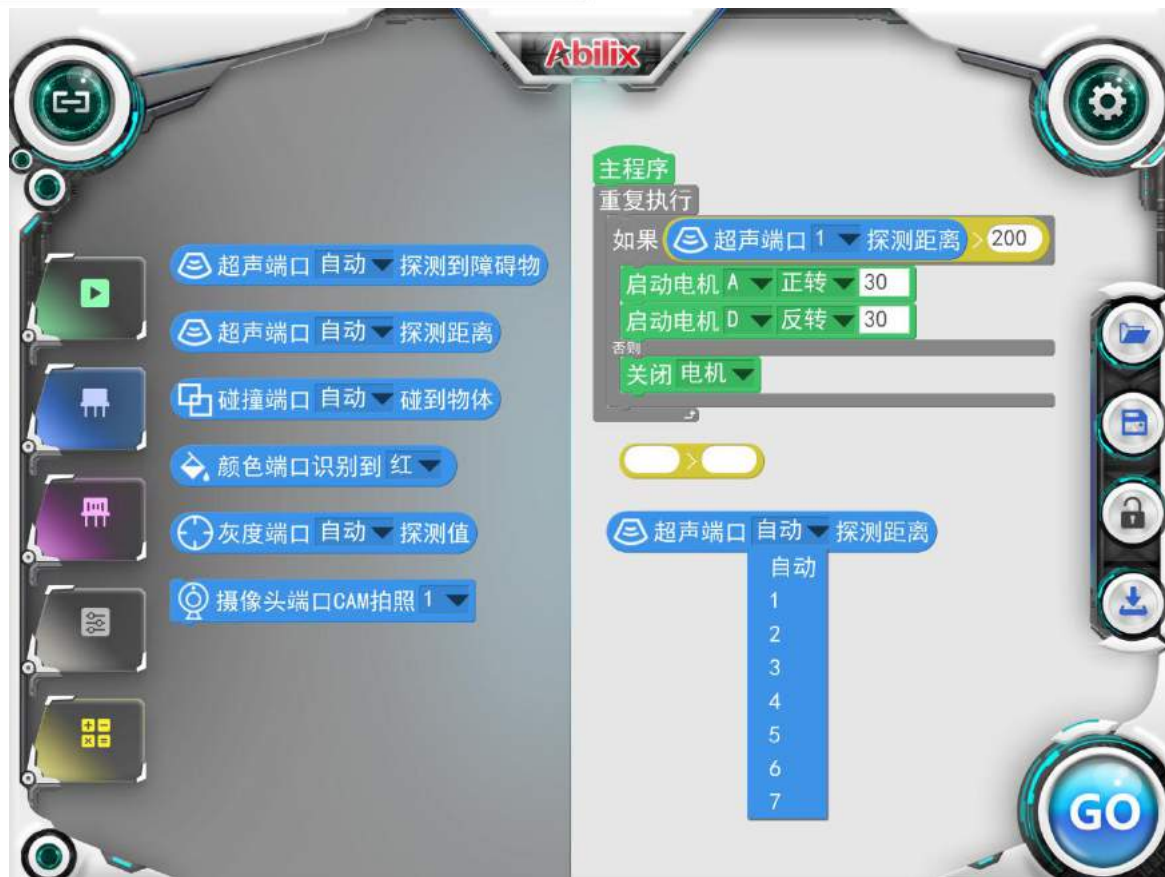 Abilix
超声端口 自动 探测到障碍物
超声端口 自动 探测距离
碰撞端口 自动 碰到物体
颜色端口识别到 红
灰度端口 自动 探测值
摄像头端口CAM拍照 1
主程序
重复执行
如果 超声端口 1 探测距离 > 200
启动电机 A 正转 30
启动电机 D 反转 30
否则
关闭 电机
>
超声端口 自动 探测距离
自动
1
2
3
4
5
6
7
GO